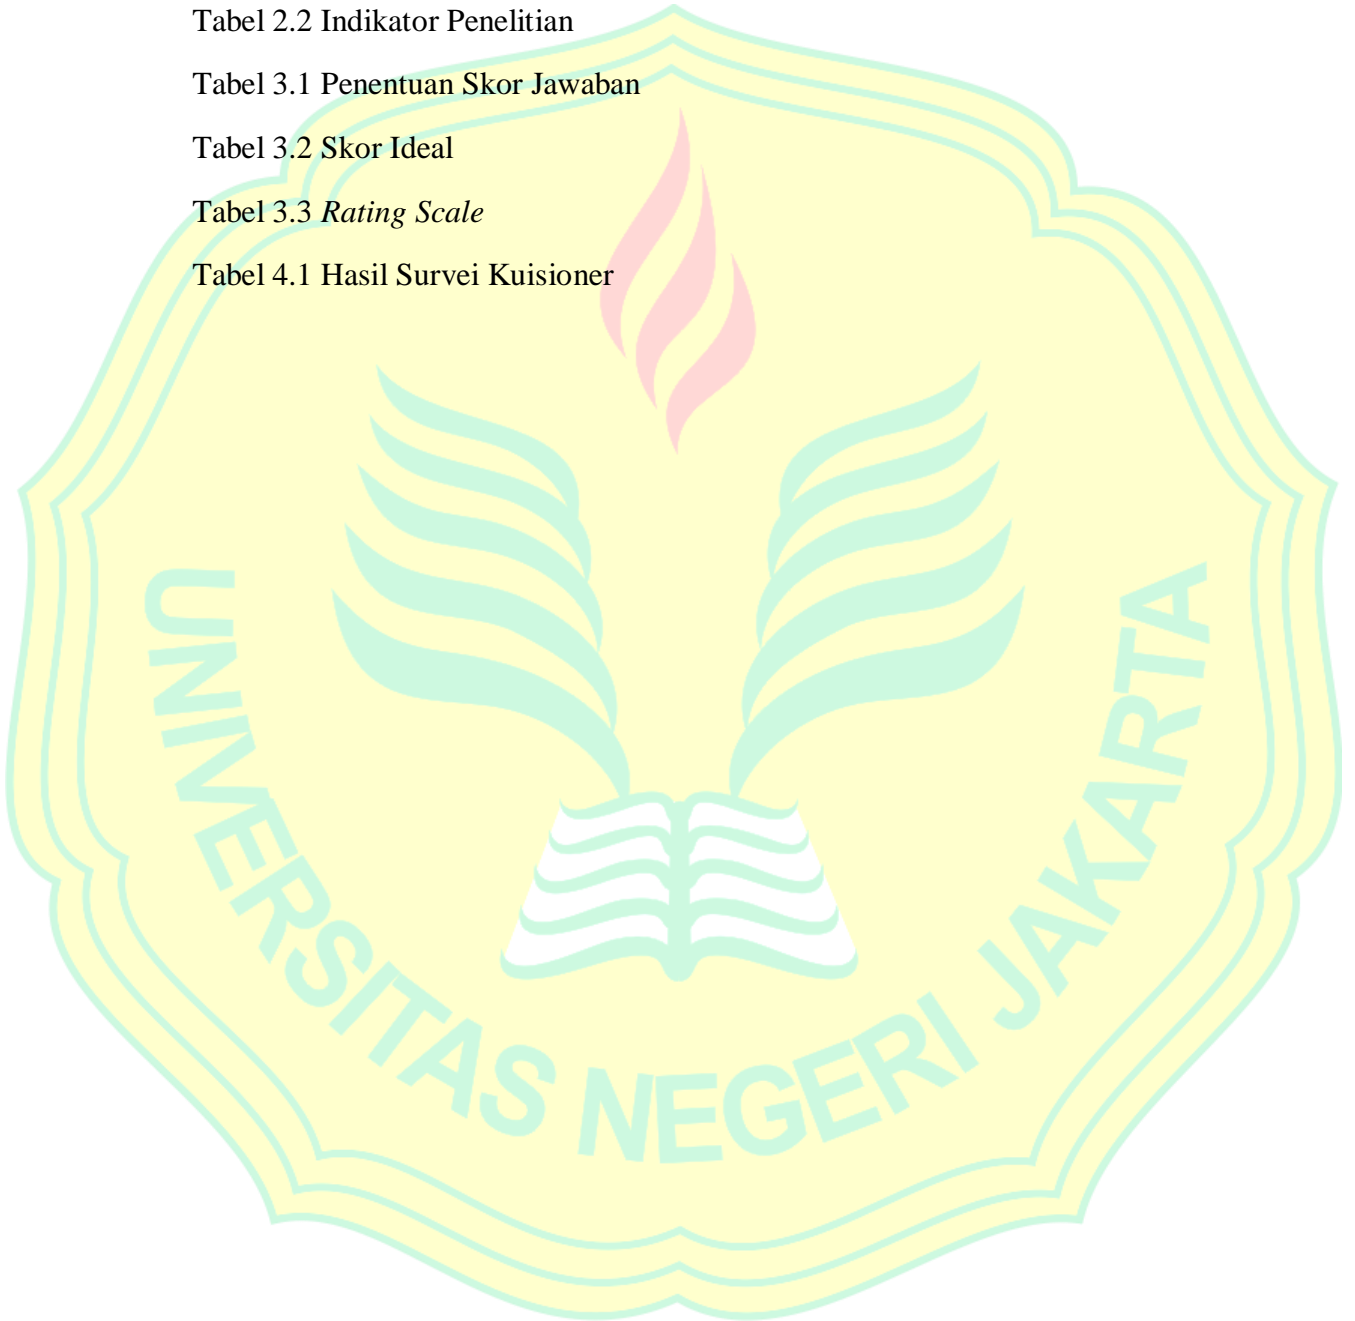 Tabel 2.2 Indikator Penelitian
Tabel 3.1 Penentuan Skor Jawaban
Tabel 3.2 Skor Ideal
Tabel 3.3 Rating Scale
Tabel 4.1 Hasil Survei Kuisioner
UNIVERSITAS NEGERI JAKARTA